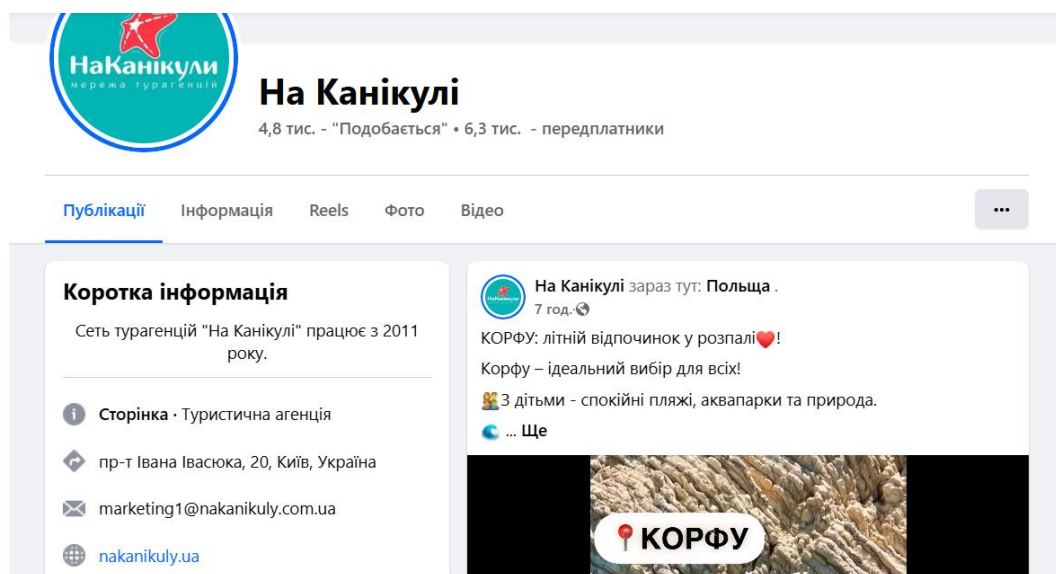 НаКанікули
мережа турагенцій
На Канікулі
4,8 тис. - "Подобається" • 6,3 тис. - передплатники
Публікації Інформація Reels Фото Відео
Коротка інформація
Сеть турагенцій "На Канікулі" працює з 2011
року.
Сторінка · Туристична агенція
пр-т Івана Івасюка, 20, Київ, Україна
marketing1@nakanikuly.com.ua
nakanikuly.ua
На Канікулі зараз тут: Польща .
7 год.·
КОРФУ: літній відпочинок у розпалі❤️!
Корфу – ідеальний вибір для всіх!
З дітьми - спокійні пляжі, аквапарки та природа.
... Ще
КОРФУ